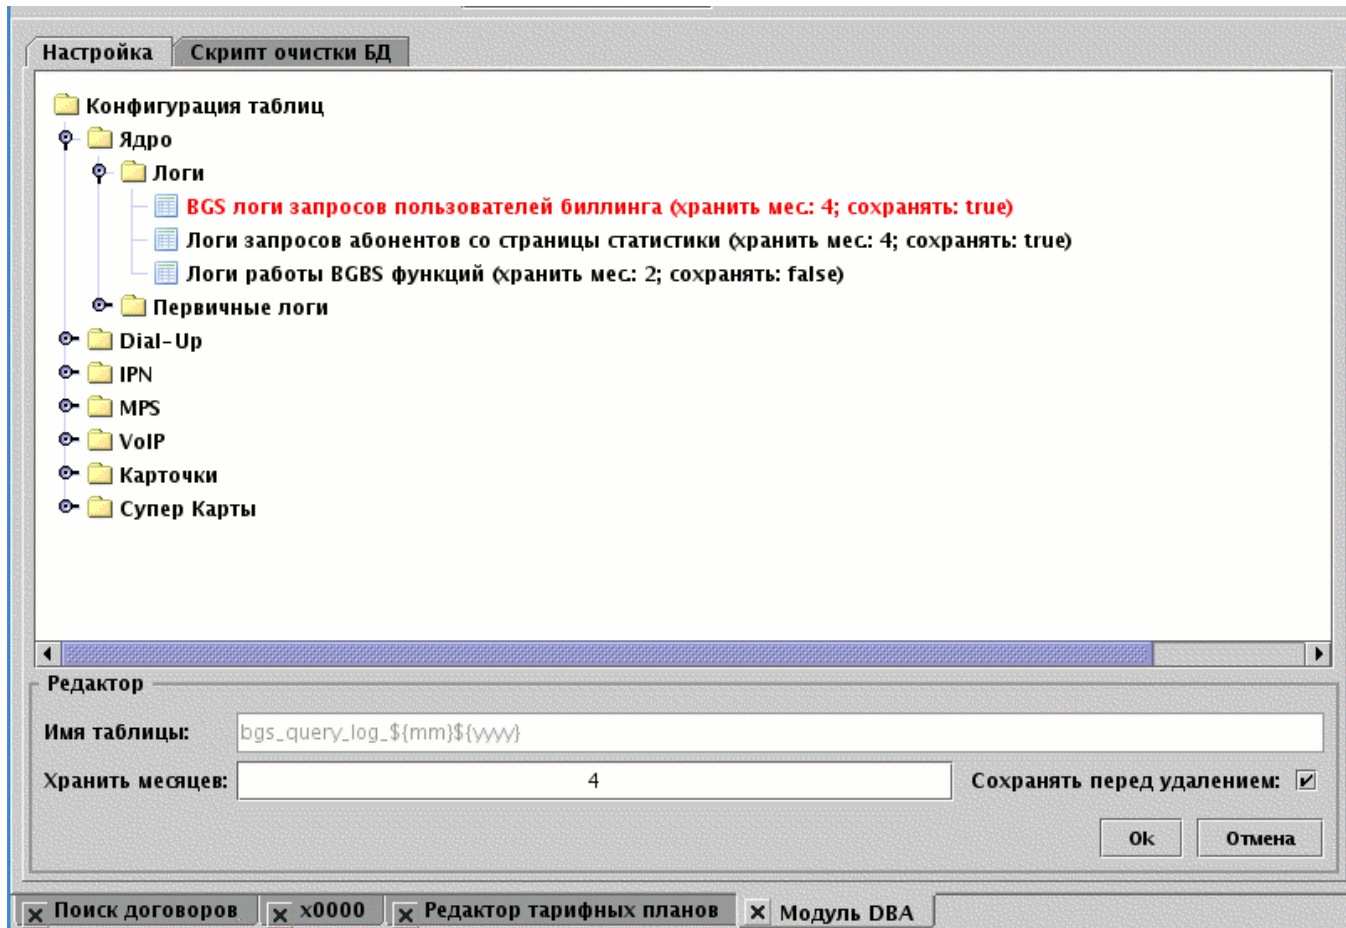 Настройка Скрипт очистки БД
Конфигурация таблиц
Ядро
Логи
BGS логи запросов пользователей биллинга (хранить мес.: 4; сохранять: true)
Логи запросов абонентов со страницы статистики (хранить мес.: 4; сохранять: true)
Логи работы BGBS функций (хранить мес.: 2; сохранять: false)
Первичные логи
Dial-Up
IPN
MPS
VoIP
Карточки
Супер Карты
Редактор
Имя таблицы: bgs_query_log_${mm}${yyyy}
Хранить месяцев: 4 Сохранять перед удалением:
Ok Отмена
Поиск договоров x0000 Редактор тарифных планов Модуль DBA